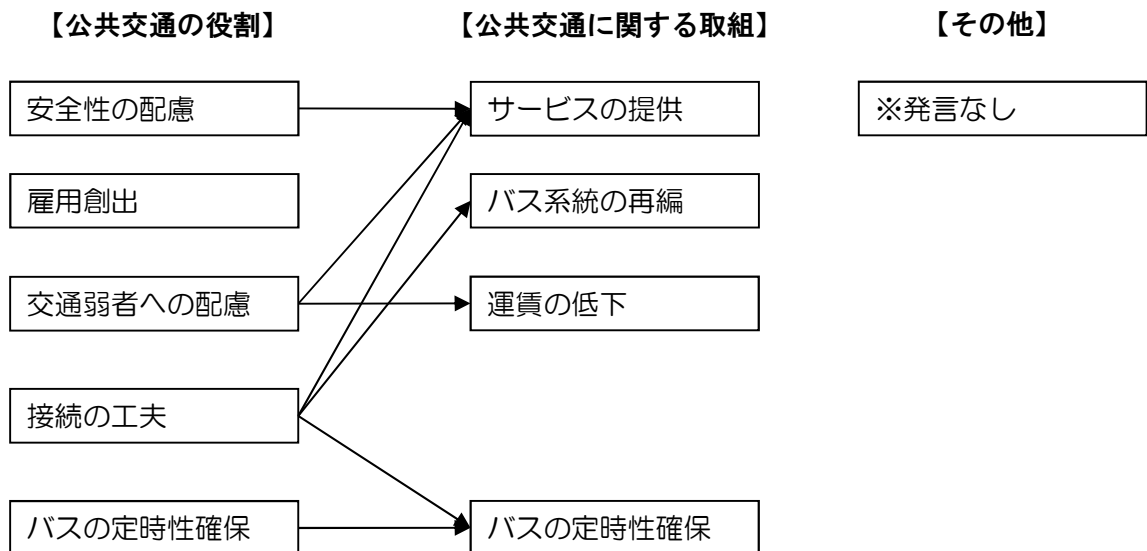 【公共交通の役割】
【公共交通に関する取組】
【その他】
安全性の配慮
サービスの提供
※発言なし
雇用創出
バス系統の再編
交通弱者への配慮
運賃の低下
接続の工夫
バスの定時性確保
バスの定時性確保